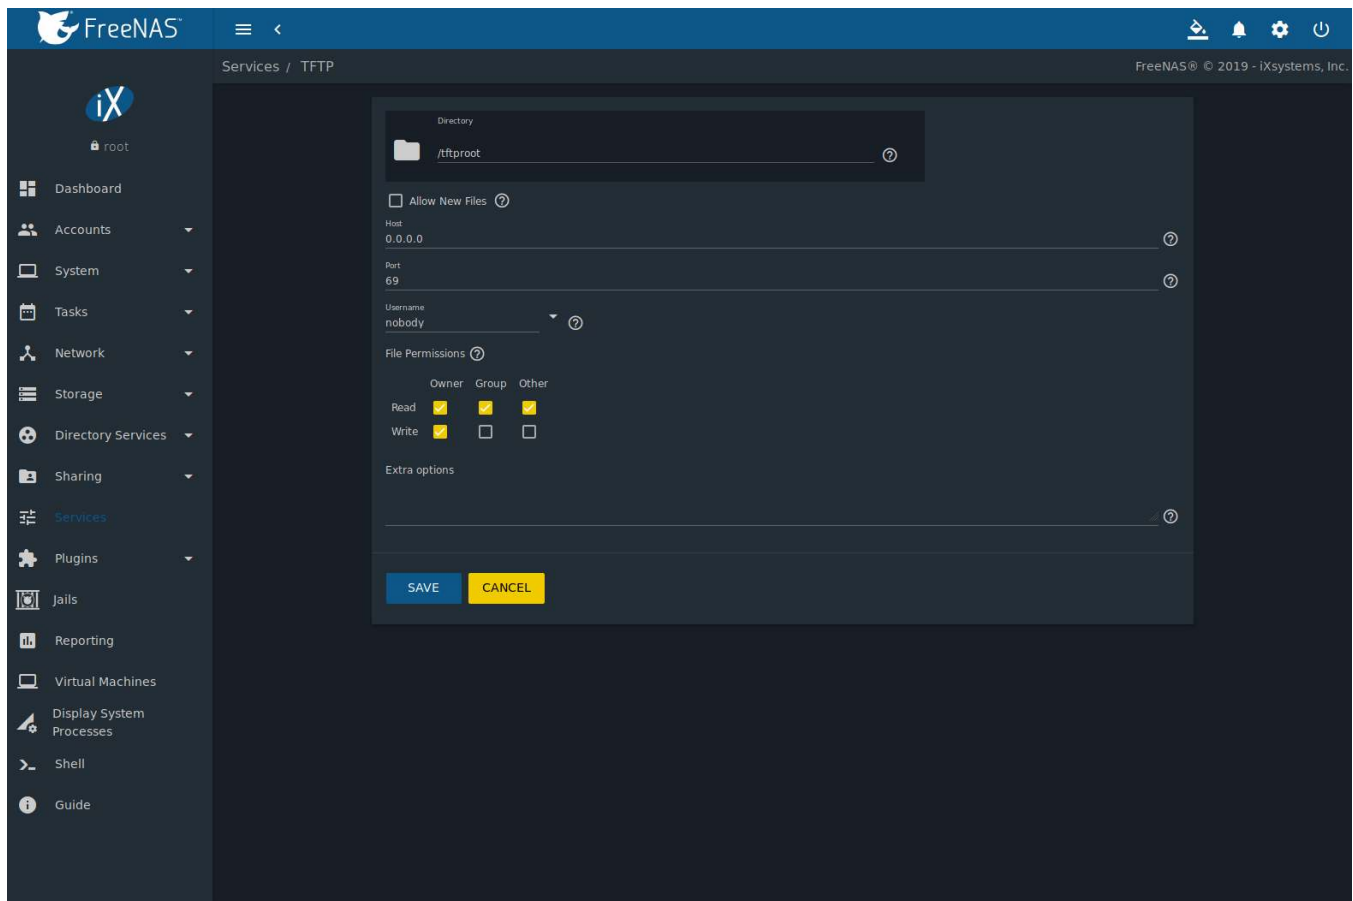 FreeNAS™
Services / TFTP
FreeNAS® © 2019 - iXsystems, Inc.
iX
root
Dashboard
Accounts
System
Tasks
Network
Storage
Directory Services
Sharing
Services
Plugins
Jails
Reporting
Virtual Machines
Display System
Processes
Shell
Guide
Directory
/tftproot
Allow New Files
Host
0.0.0.0
Port
69
Username
nobody
File Permissions
Owner Group Other
Read
Write
Extra options
SAVE CANCEL